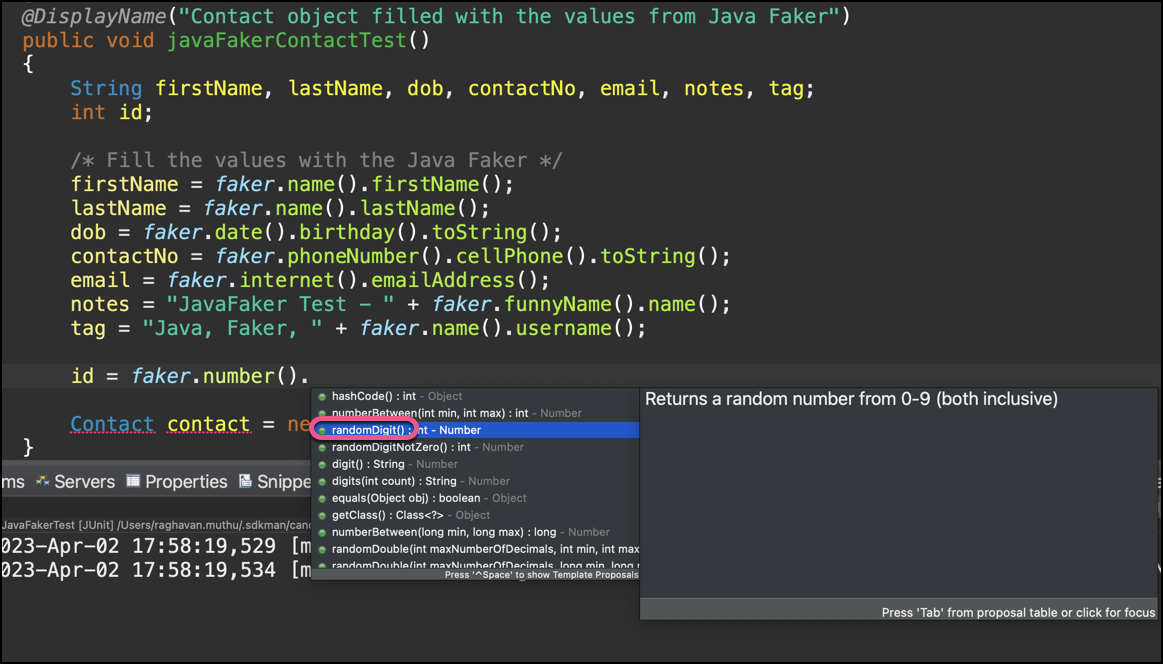 @DisplayName("Contact object filled with the values from Java Faker")
public void javaFakerContactTest()
{
String firstName, lastName, dob, contactNo, email, notes, tag;
int id;
/* Fill the values with the Java Faker */
firstName = faker.name().firstName();
lastName = faker.name().lastName();
dob = faker.date().birthday().toString();
contactNo = faker.phoneNumber().cellPhone().toString();
email = faker.internet().emailAddress();
notes = "JavaFaker Test - " + faker.funnyName().name();
tag = "Java, Faker, " + faker.name().username();
id = faker.number().
Contact contact = ne
}
hashCode() : int - Object
numberBetween(int min, int max) : int - Number
randomDigit() : int - Number
randomDigitNotZero() : int - Number
digit() : String - Number
digits(int count) : String - Number
equals(Object obj) : boolean - Object
getClass() : Class<?> - Object
numberBetween(long min, long max) : long - Number
randomDouble(int maxNumberOfDecimals, int min, int max
randomDouble(int maxNumberOfDecimals, long min, long m
Press '^Space' to show Template Proposals
Returns a random number from 0-9 (both inclusive)
Press 'Tab' from proposal table or click for focus
ms Servers Properties Snippe
JavaFakerTest [JUnit] /Users/raghavan.muthu/.sdkman/can
023-Apr-02 17:58:19,529 [m
023-Apr-02 17:58:19,534 [m